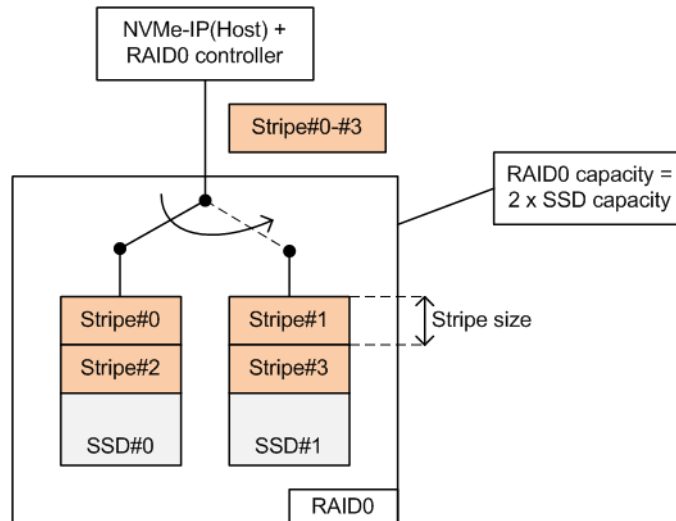 NVMe-IP(Host) +
RAID0 controller
Stripe#0-#3
RAID0 capacity =
2 x SSD capacity
Stripe#0
Stripe#1
Stripe size
Stripe#2
Stripe#3
SSD#0
SSD#1
RAID0